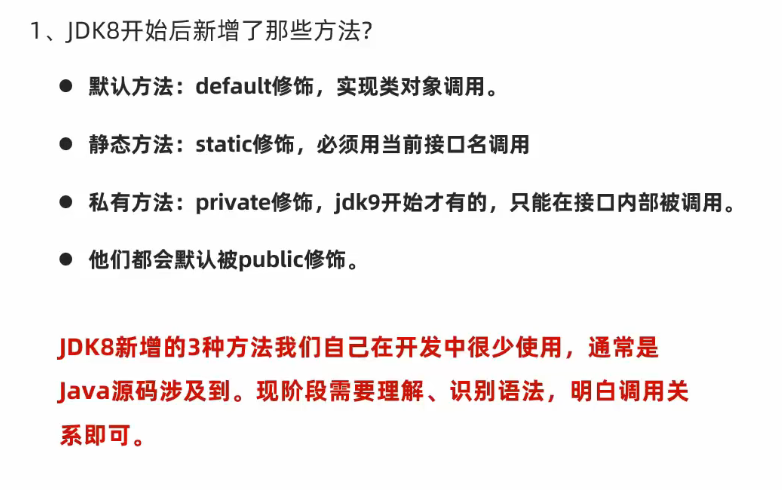 1、JDK8开始后新增了那些方法?
● 默认方法：default修饰，实现类对象调用。
● 静态方法：static修饰，必须用当前接口名调用
● 私有方法：private修饰，jdk9开始才有的，只能在接口内部被调用。
● 他们都会默认被public修饰。
JDK8新增的3种方法我们自己在开发中很少使用，通常是
Java源码涉及到。现阶段需要理解、识别语法，明白调用关
系即可。